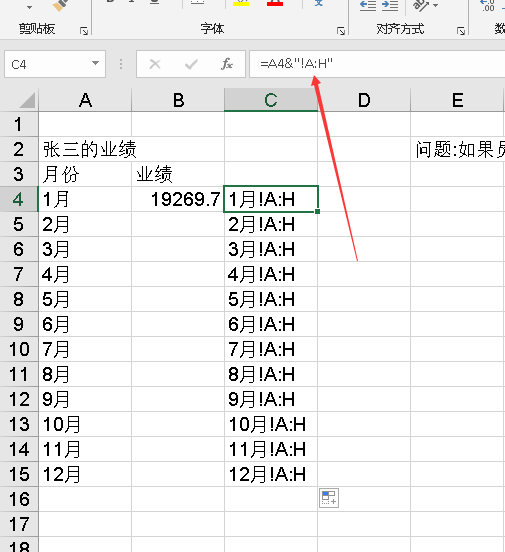 剪贴板 字体 对齐方式
C4 fx =A4&"!A:H"
A B C D E
1
2 张三的业绩 问题:如果员
3 月份 业绩
4 1月 19269.7 1月!A:H
5 2月 2月!A:H
6 3月 3月!A:H
7 4月 4月!A:H
8 5月 5月!A:H
9 6月 6月!A:H
10 7月 7月!A:H
11 8月 8月!A:H
12 9月 9月!A:H
13 10月 10月!A:H
14 11月 11月!A:H
15 12月 12月!A:H
16
17
18